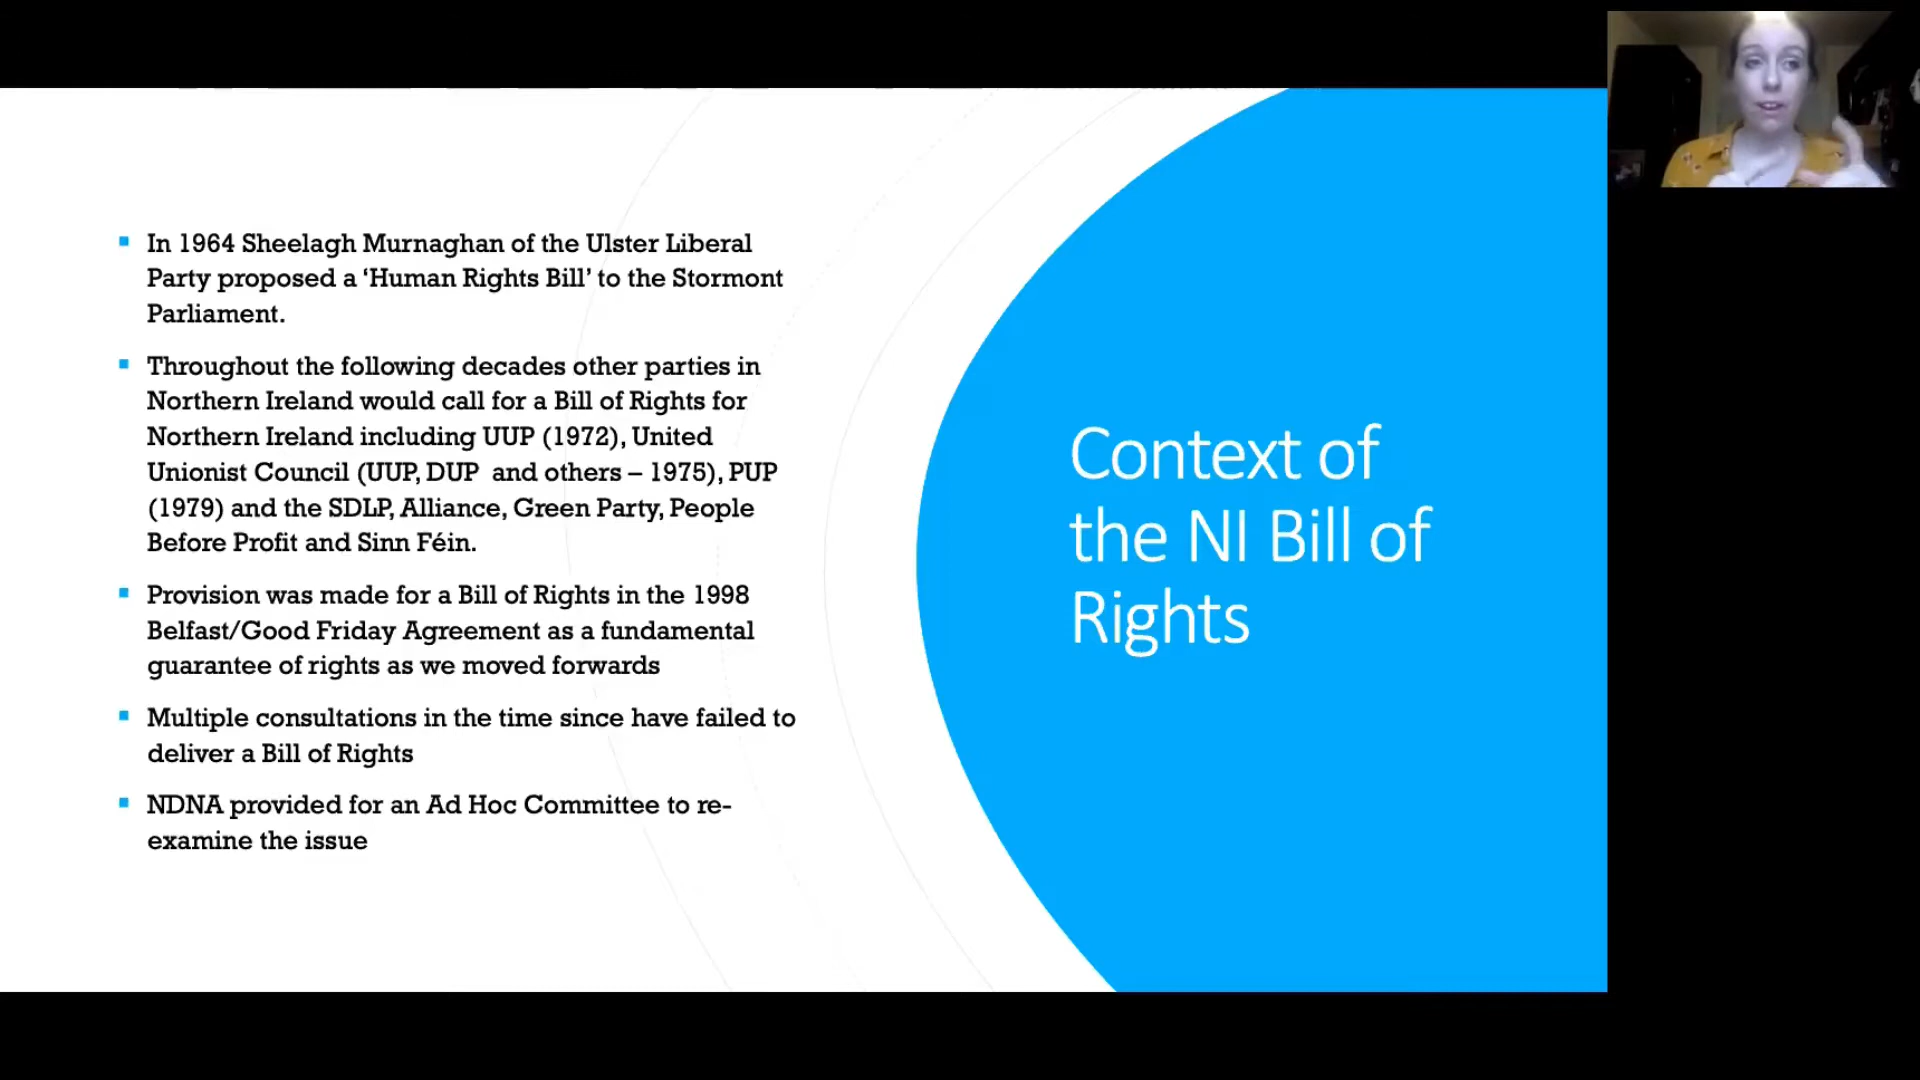 In 1964 Sheelagh Murnaghan of the Ulster Liberal
Party proposed a ‘Human Rights Bill’ to the Stormont
Parliament.
Throughout the following decades other parties in
Northern Ireland would call for a Bill of Rights for
Northern Ireland including UUP (1972), United
Unionist Council (UUP, DUP and others – 1975), PUP
(1979) and the SDLP, Alliance, Green Party, People
Before Profit and Sinn Féin.
Provision was made for a Bill of Rights in the 1998
Belfast/Good Friday Agreement as a fundamental
guarantee of rights as we moved forwards
Multiple consultations in the time since have failed to
deliver a Bill of Rights
NDNA provided for an Ad Hoc Committee to re-
examine the issue
Context of
the NI Bill of
Rights